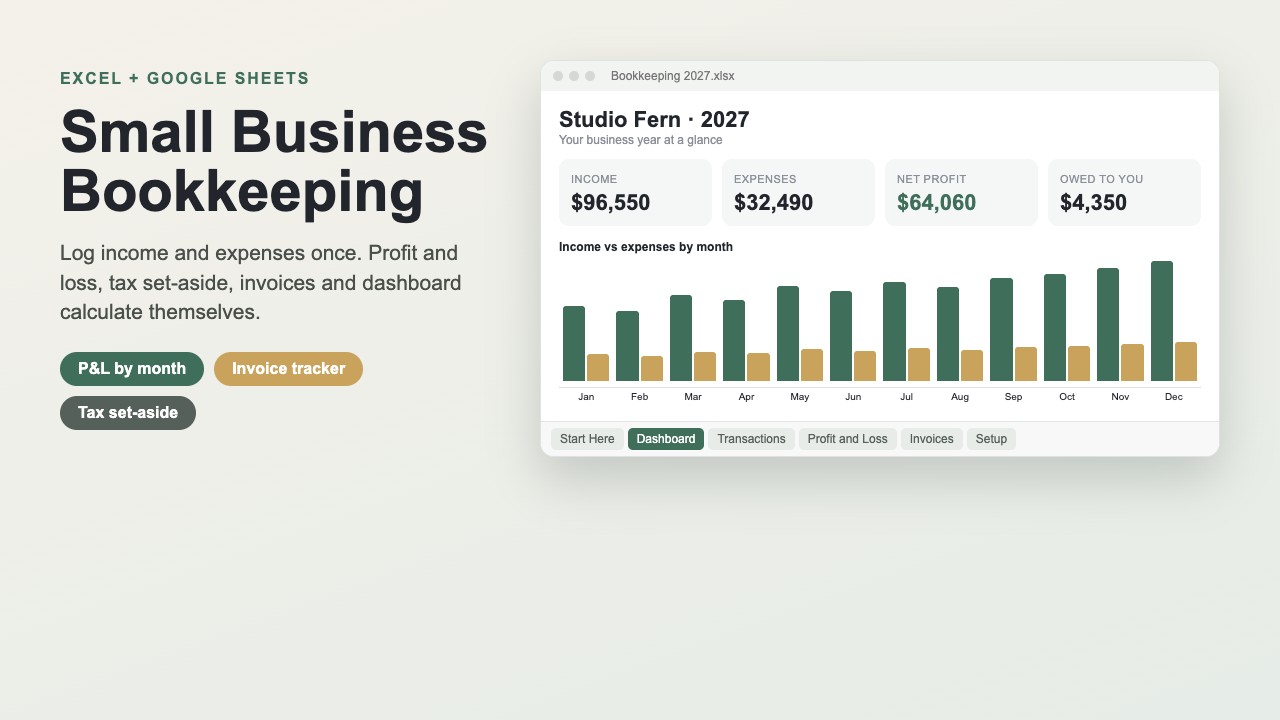 EXCEL + GOOGLE SHEETS
Small Business
Bookkeeping
Log income and expenses once. Profit and
loss, tax set-aside, invoices and dashboard
calculate themselves.
P&L by month
Invoice tracker
Tax set-aside
Bookkeeping 2027.xlsx
Studio Fern · 2027
Your business year at a glance
INCOME
$96,550
EXPENSES
$32,490
NET PROFIT
$64,060
OWED TO YOU
$4,350
Income vs expenses by month
Jan Feb Mar Apr May Jun Jul Aug Sep Oct Nov Dec
Start Here Dashboard Transactions Profit and Loss Invoices Setup